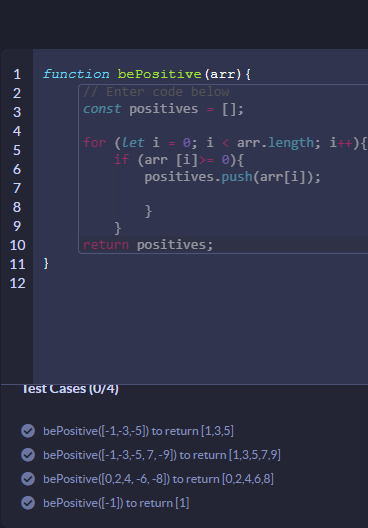 1 function bePositive(arr){
2 // Enter code below
3 const positives = [];
4
5 for (let i = 0; i < arr.length; i++){
6 if (arr [i]>= 0){
7 positives.push(arr[i]);
8 }
9 }
10 return positives;
11 }
12
Test Cases (0/4)
bePositive([-1,-3,-5]) to return [1,3,5]
bePositive([-1,-3,-5, 7, -9]) to return [1,3,5,7,9]
bePositive([0,2,4, -6, -8]) to return [0,2,4,6,8]
bePositive([-1]) to return [1]